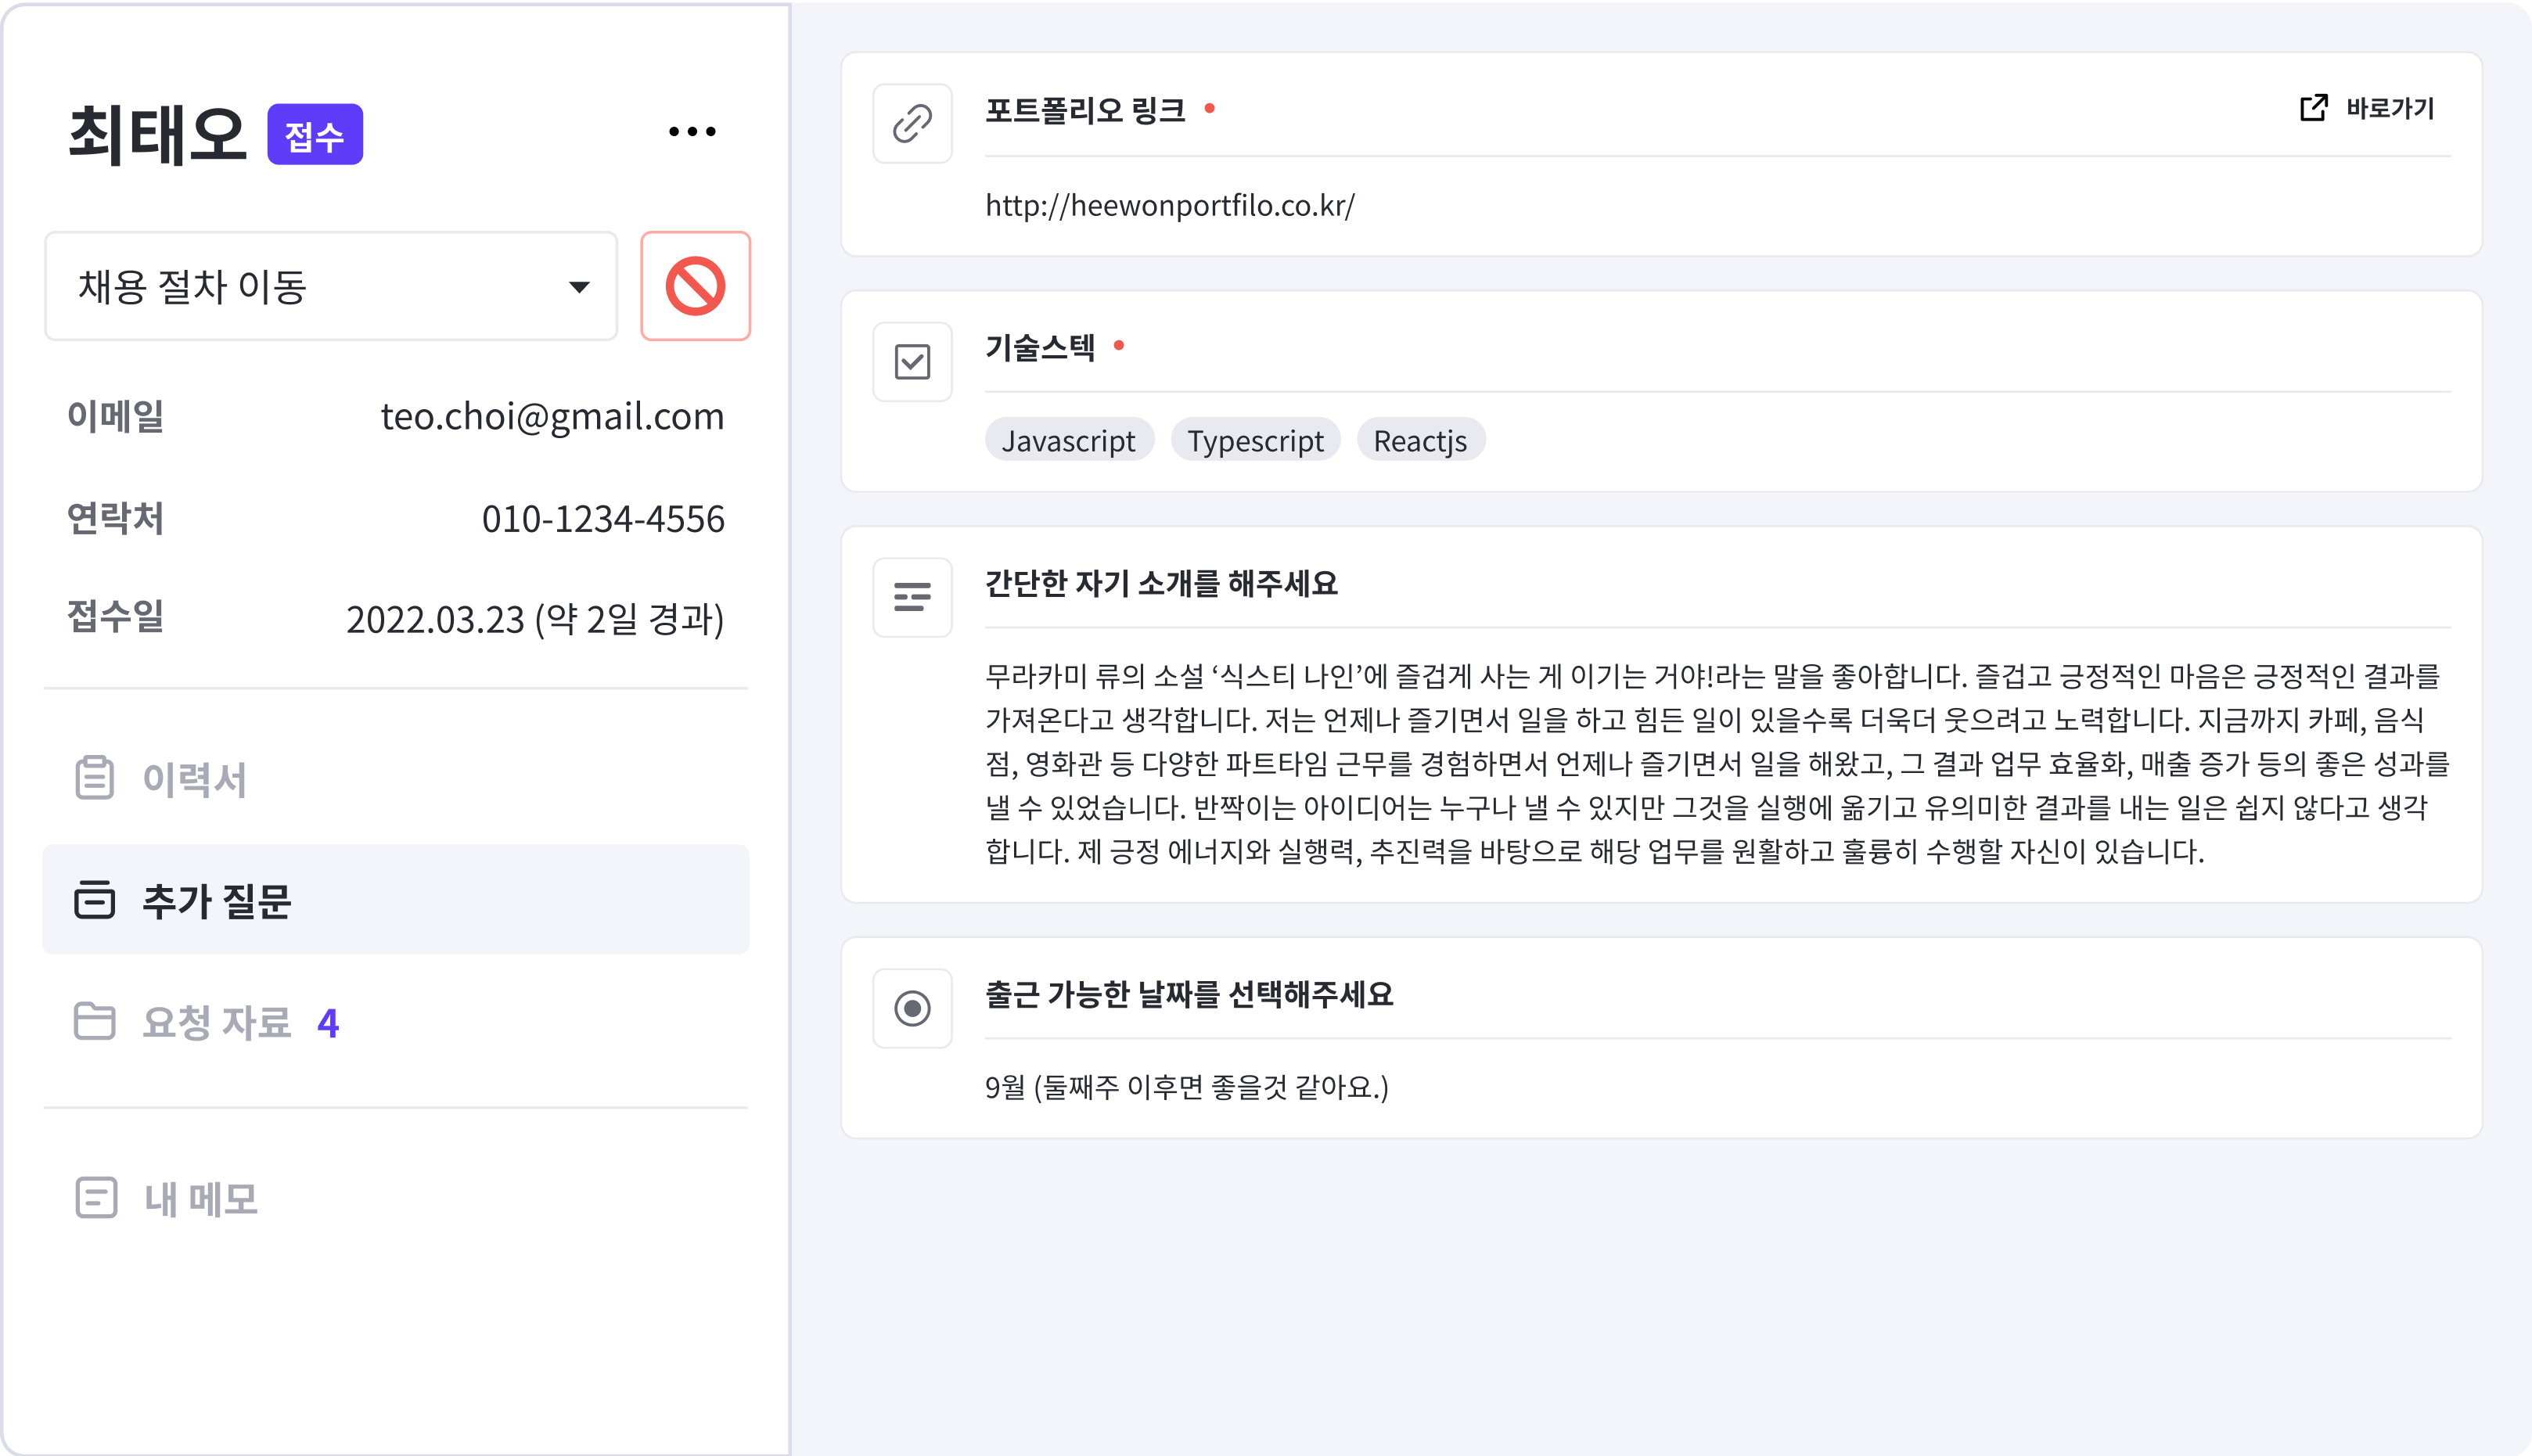 최태오 접수
채용 절차 이동
이메일 teo.choi@gmail.com
연락처 010-1234-4556
접수일 2022.03.23 (약 2일 경과)
이력서
추가 질문
요청 자료 4
내 메모
포트폴리오 링크 바로가기
http://heewonportfilo.co.kr/
기술스텍
Javascript Typescript Reactjs
간단한 자기 소개를 해주세요
무라카미 류의 소설 ‘식스티 나인’에 즐겁게 사는 게 이기는 거야!라는 말을 좋아합니다. 즐겁고 긍정적인 마음은 긍정적인 결과를
가져온다고 생각합니다. 저는 언제나 즐기면서 일을 하고 힘든 일이 있을수록 더욱더 웃으려고 노력합니다. 지금까지 카페, 음식
점, 영화관 등 다양한 파트타임 근무를 경험하면서 언제나 즐기면서 일을 해왔고, 그 결과 업무 효율화, 매출 증가 등의 좋은 성과를
낼 수 있었습니다. 반짝이는 아이디어는 누구나 낼 수 있지만 그것을 실행에 옮기고 유의미한 결과를 내는 일은 쉽지 않다고 생각
합니다. 제 긍정 에너지와 실행력, 추진력을 바탕으로 해당 업무를 원활하고 훌륭히 수행할 자신이 있습니다.
출근 가능한 날짜를 선택해주세요
9월 (둘째주 이후면 좋을것 같아요.)